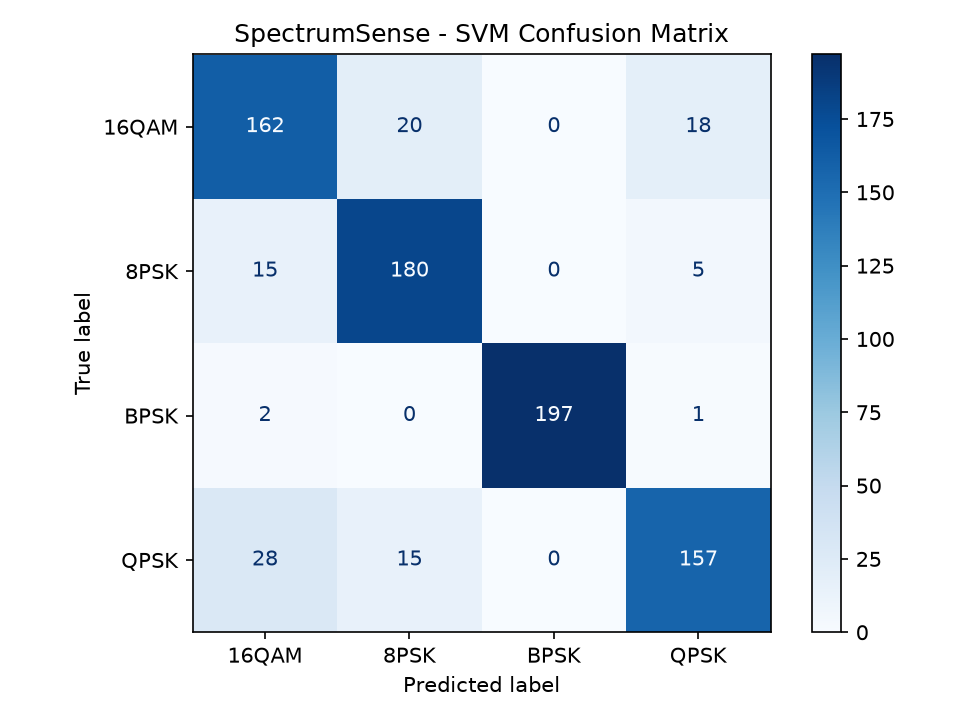 SpectrumSense - SVM Confusion Matrix
True label
16QAM 162 20 0 18
8PSK 15 180 0 5
BPSK 2 0 197 1
QPSK 28 15 0 157
16QAM 8PSK BPSK QPSK
Predicted label
175
150
125
100
75
50
25
0